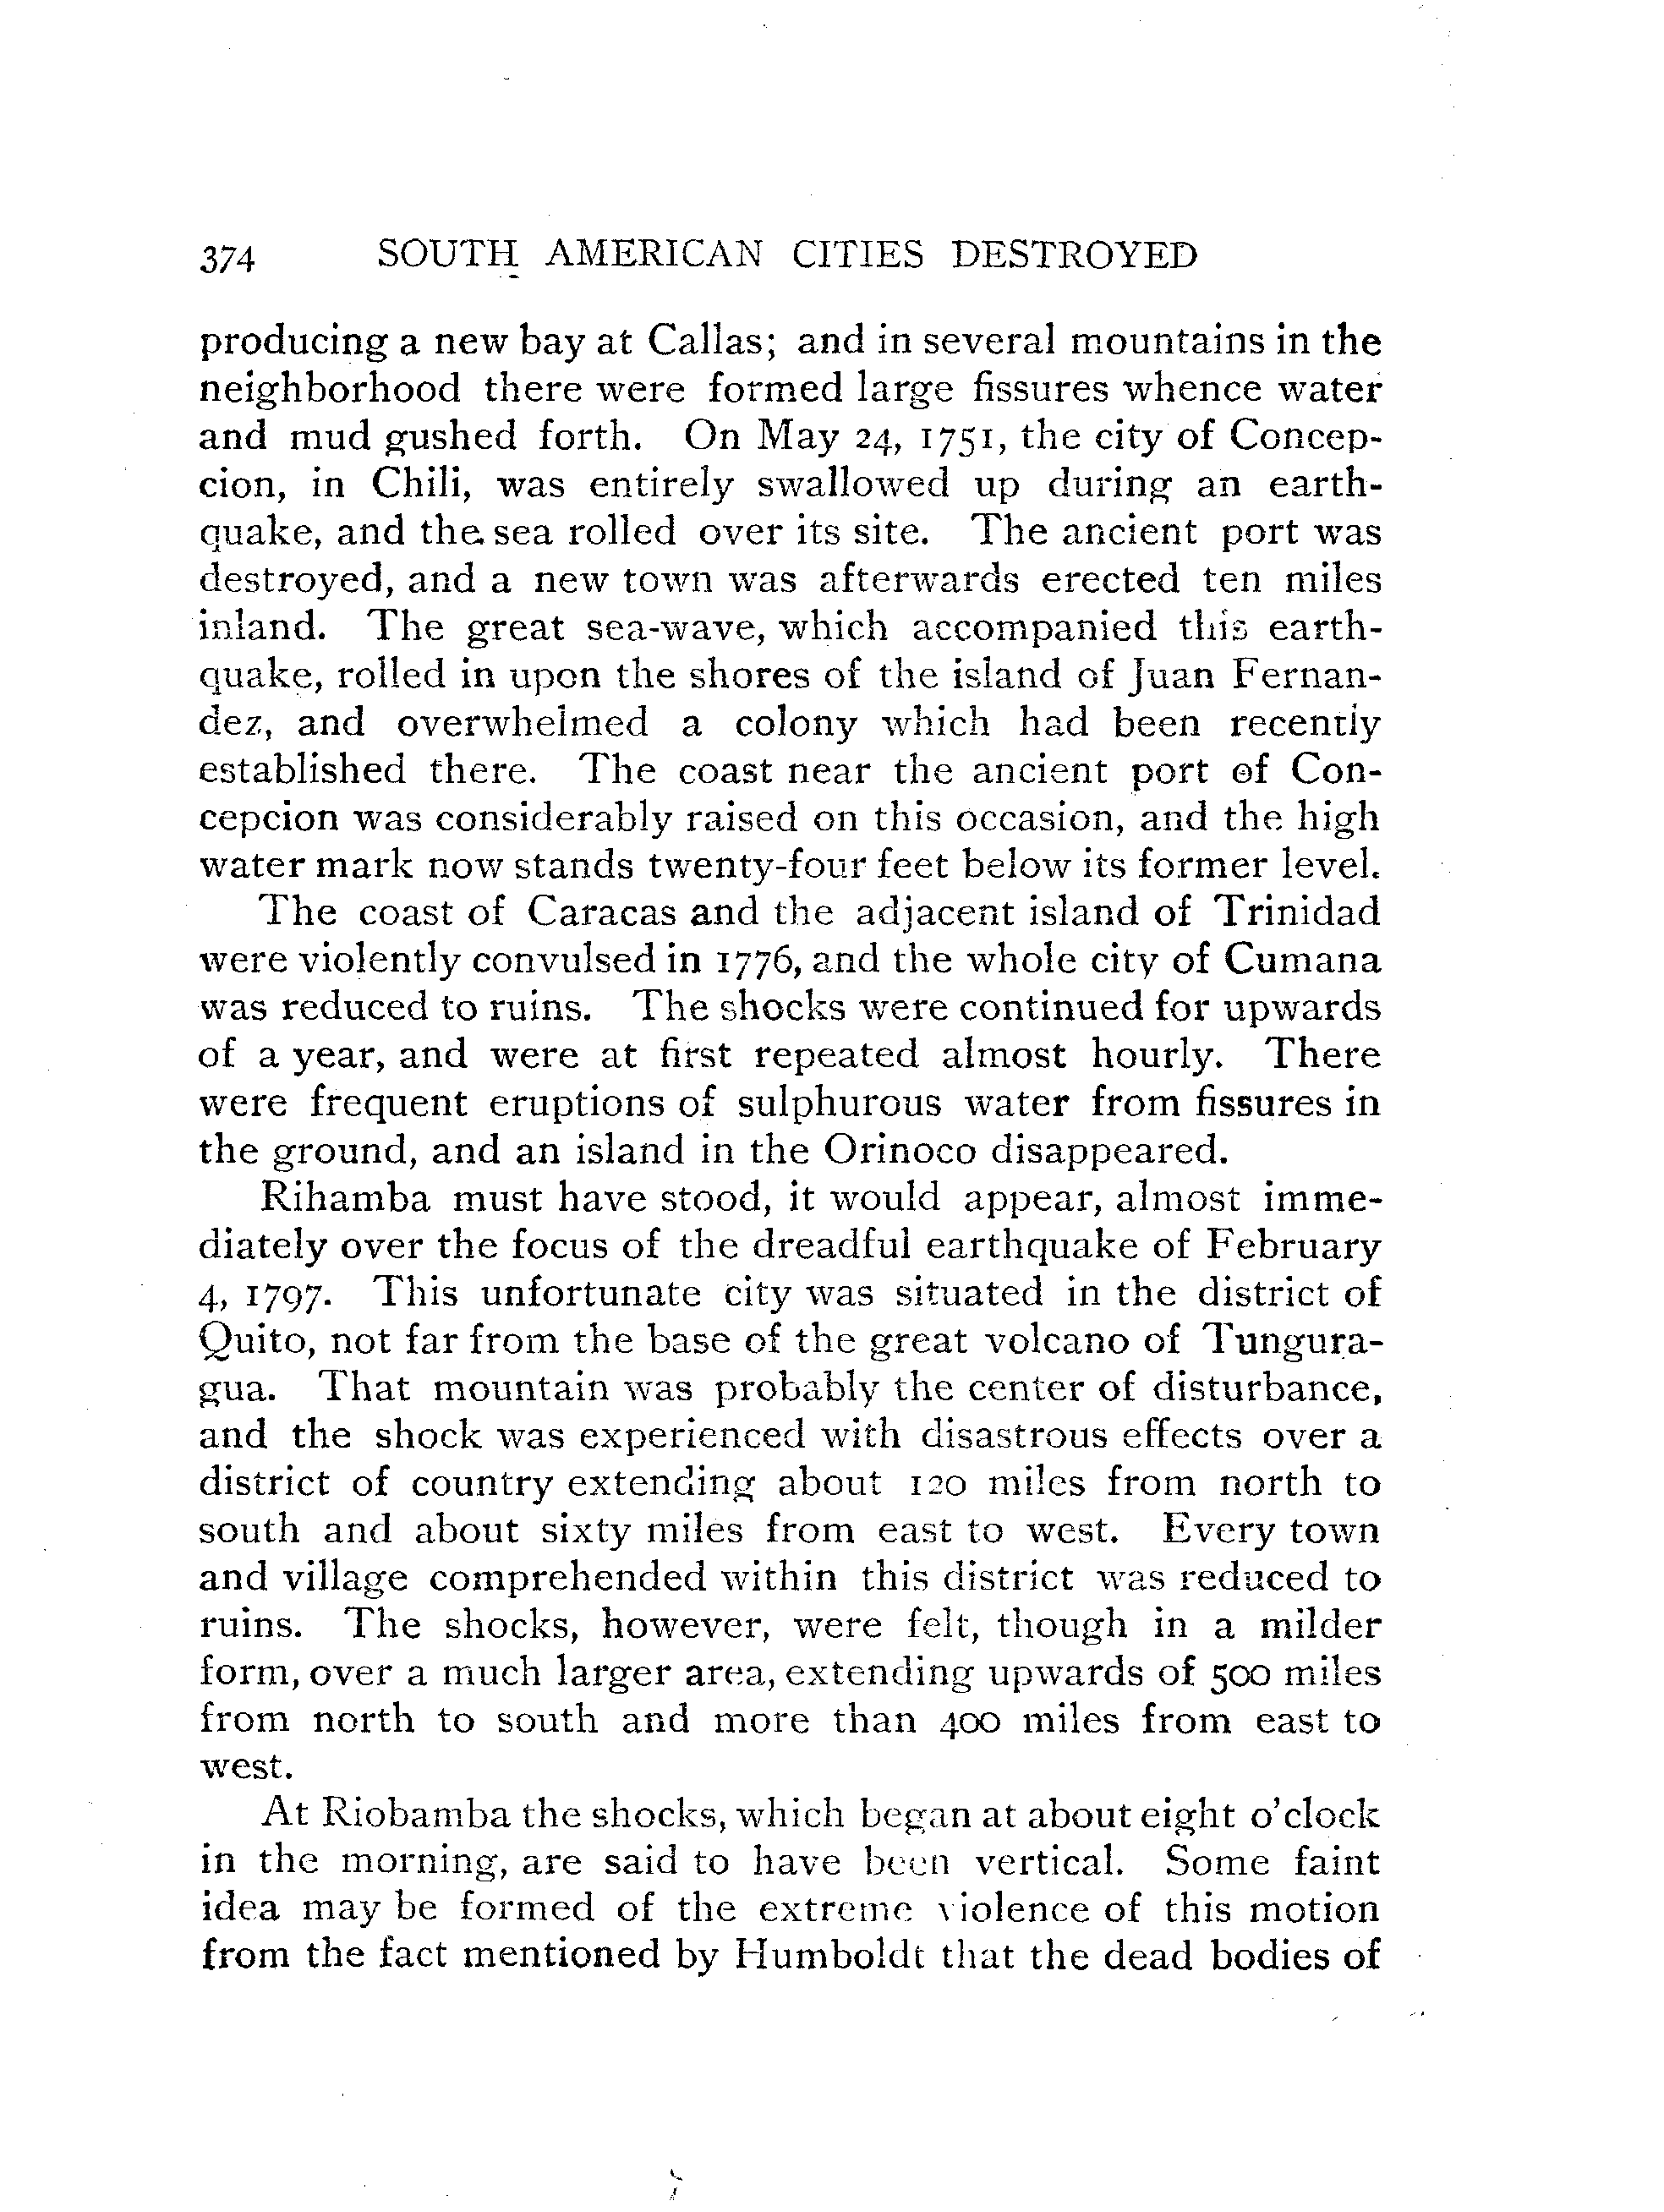 374 SOUTH AMERICAN CITIES DESTROYED
producing a new bay at Callas; and in several mountains in the
neighborhood there were formed large fissures whence water
and mud gushed forth. On May 24, 1751, the city of Concep-
cion, in Chili, was entirely swallowed up during an earth-
quake, and the sea rolled over its site. The ancient port was
destroyed, and a new town was afterwards erected ten miles
inland. The great sea-wave, which accompanied this earth-
quake, rolled in upon the shores of the island of Juan Fernan-
dez, and overwhelmed a colony which had been recently
established there. The coast near the ancient port of Con-
cepcion was considerably raised on this occasion, and the high
water mark now stands twenty-four feet below its former level.
The coast of Caracas and the adjacent island of Trinidad
were violently convulsed in 1776, and the whole city of Cumana
was reduced to ruins. The shocks were continued for upwards
of a year, and were at first repeated almost hourly. There
were frequent eruptions of sulphurous water from fissures in
the ground, and an island in the Orinoco disappeared.
Rihamba must have stood, it would appear, almost imme-
diately over the focus of the dreadful earthquake of February
4, 1797. This unfortunate city was situated in the district of
Quito, not far from the base of the great volcano of Tungura-
gua. That mountain was probably the center of disturbance,
and the shock was experienced with disastrous effects over a
district of country extending about 120 miles from north to
south and about sixty miles from east to west. Every town
and village comprehended within this district was reduced to
ruins. The shocks, however, were felt, though in a milder
form, over a much larger area, extending upwards of 500 miles
from north to south and more than 400 miles from east to
west.
At Riobamba the shocks, which began at about eight o'clock
in the morning, are said to have been vertical. Some faint
idea may be formed of the extreme violence of this motion
from the fact mentioned by Humboldt that the dead bodies of